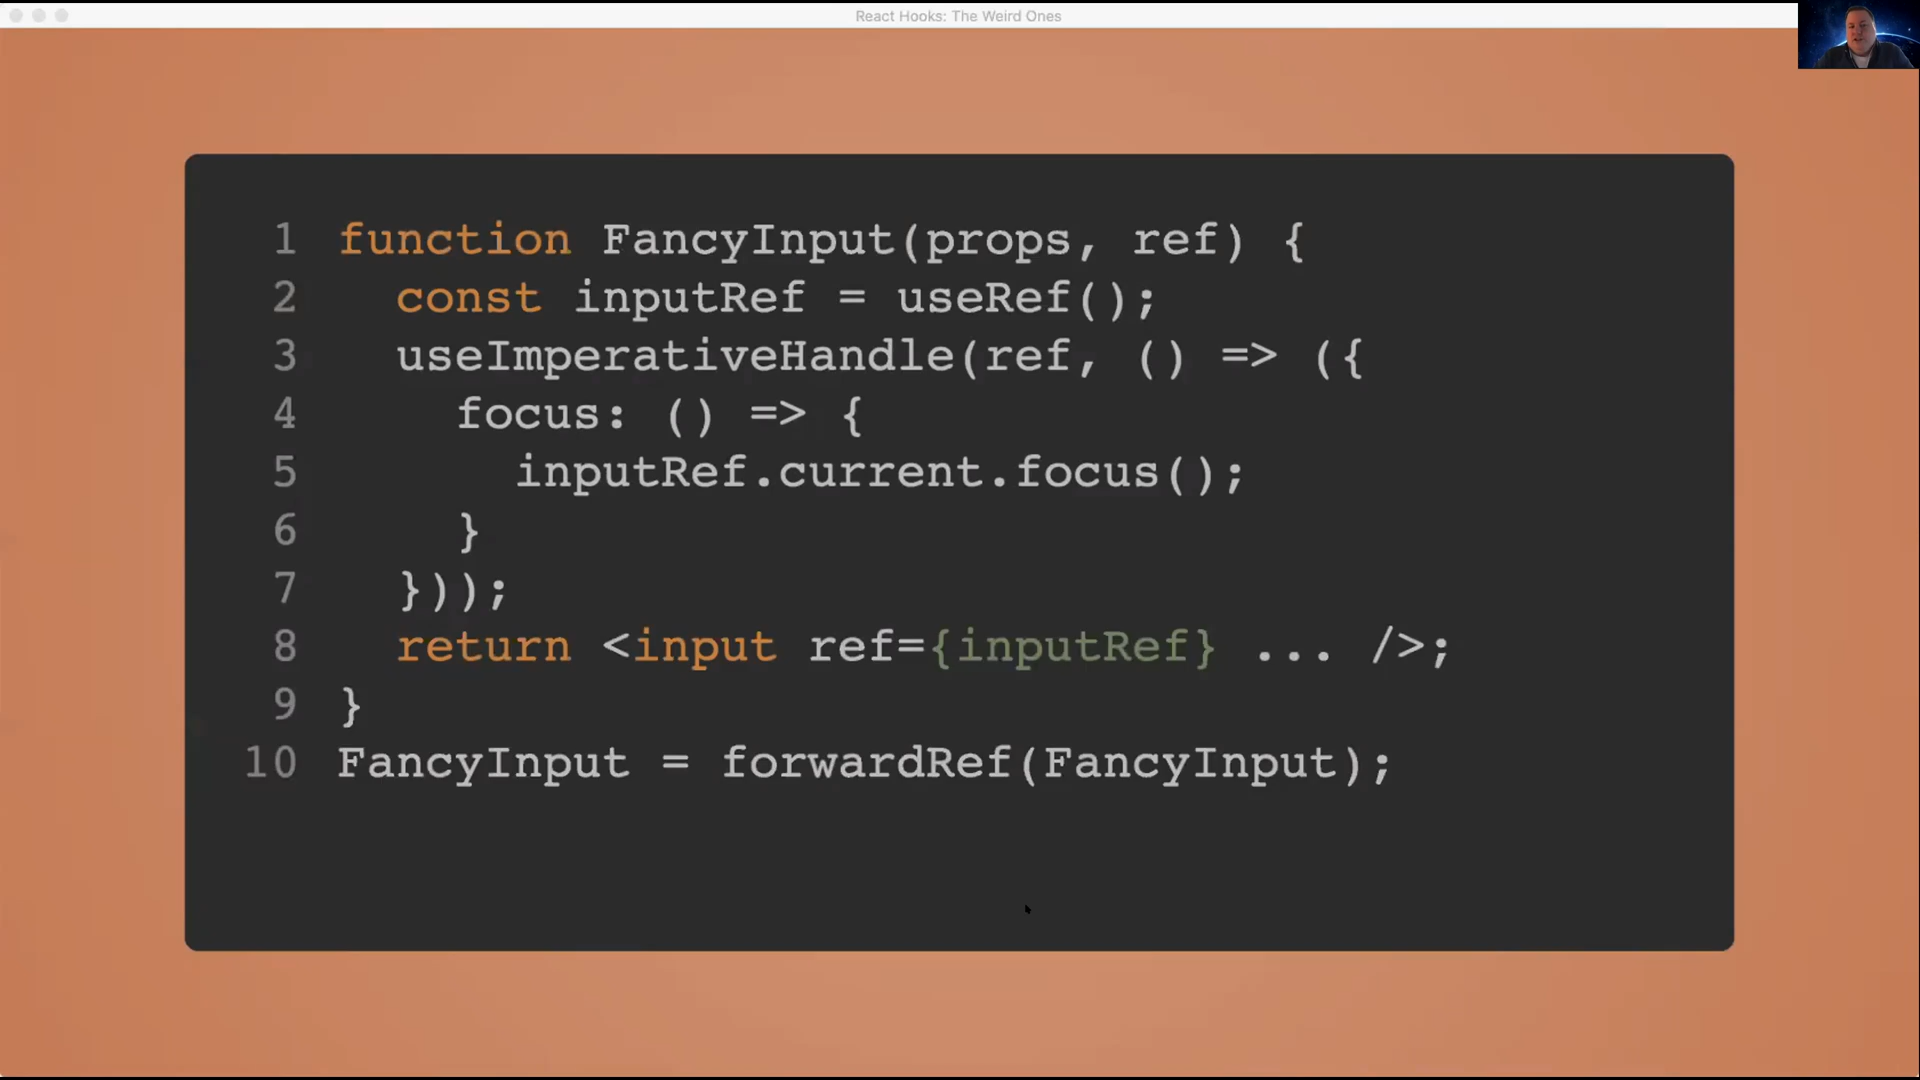 React Hooks: The Weird Ones
1 function FancyInput(props, ref) {
2 const inputRef = useRef();
3 useImperativeHandle(ref, () => ({
4 focus: () => {
5 inputRef.current.focus();
6 }
7 }));
8 return <input ref={inputRef} ... />;
9 }
10 FancyInput = forwardRef(FancyInput);